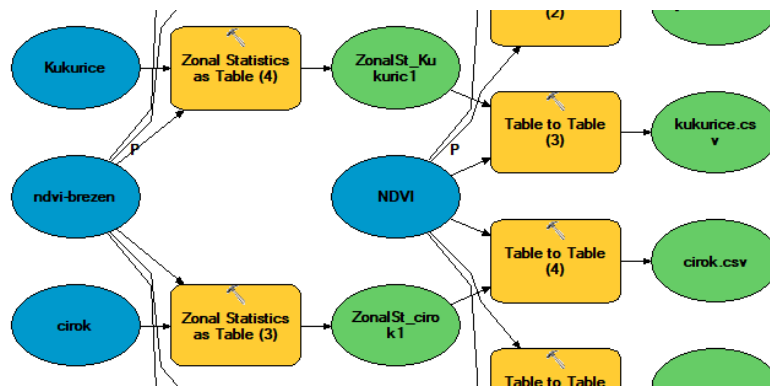 (2)
Kukurice
Zonal Statistics
as Table (4)
ZonalSt_Ku
kuric1
Table to Table
(3)
kukurice.cs
v
P
P
ndvi-brezen
NDVI
Table to Table
(4)
cirok.csv
cirok
Zonal Statistics
as Table (3)
ZonalSt_ciro
k1
Table to Table